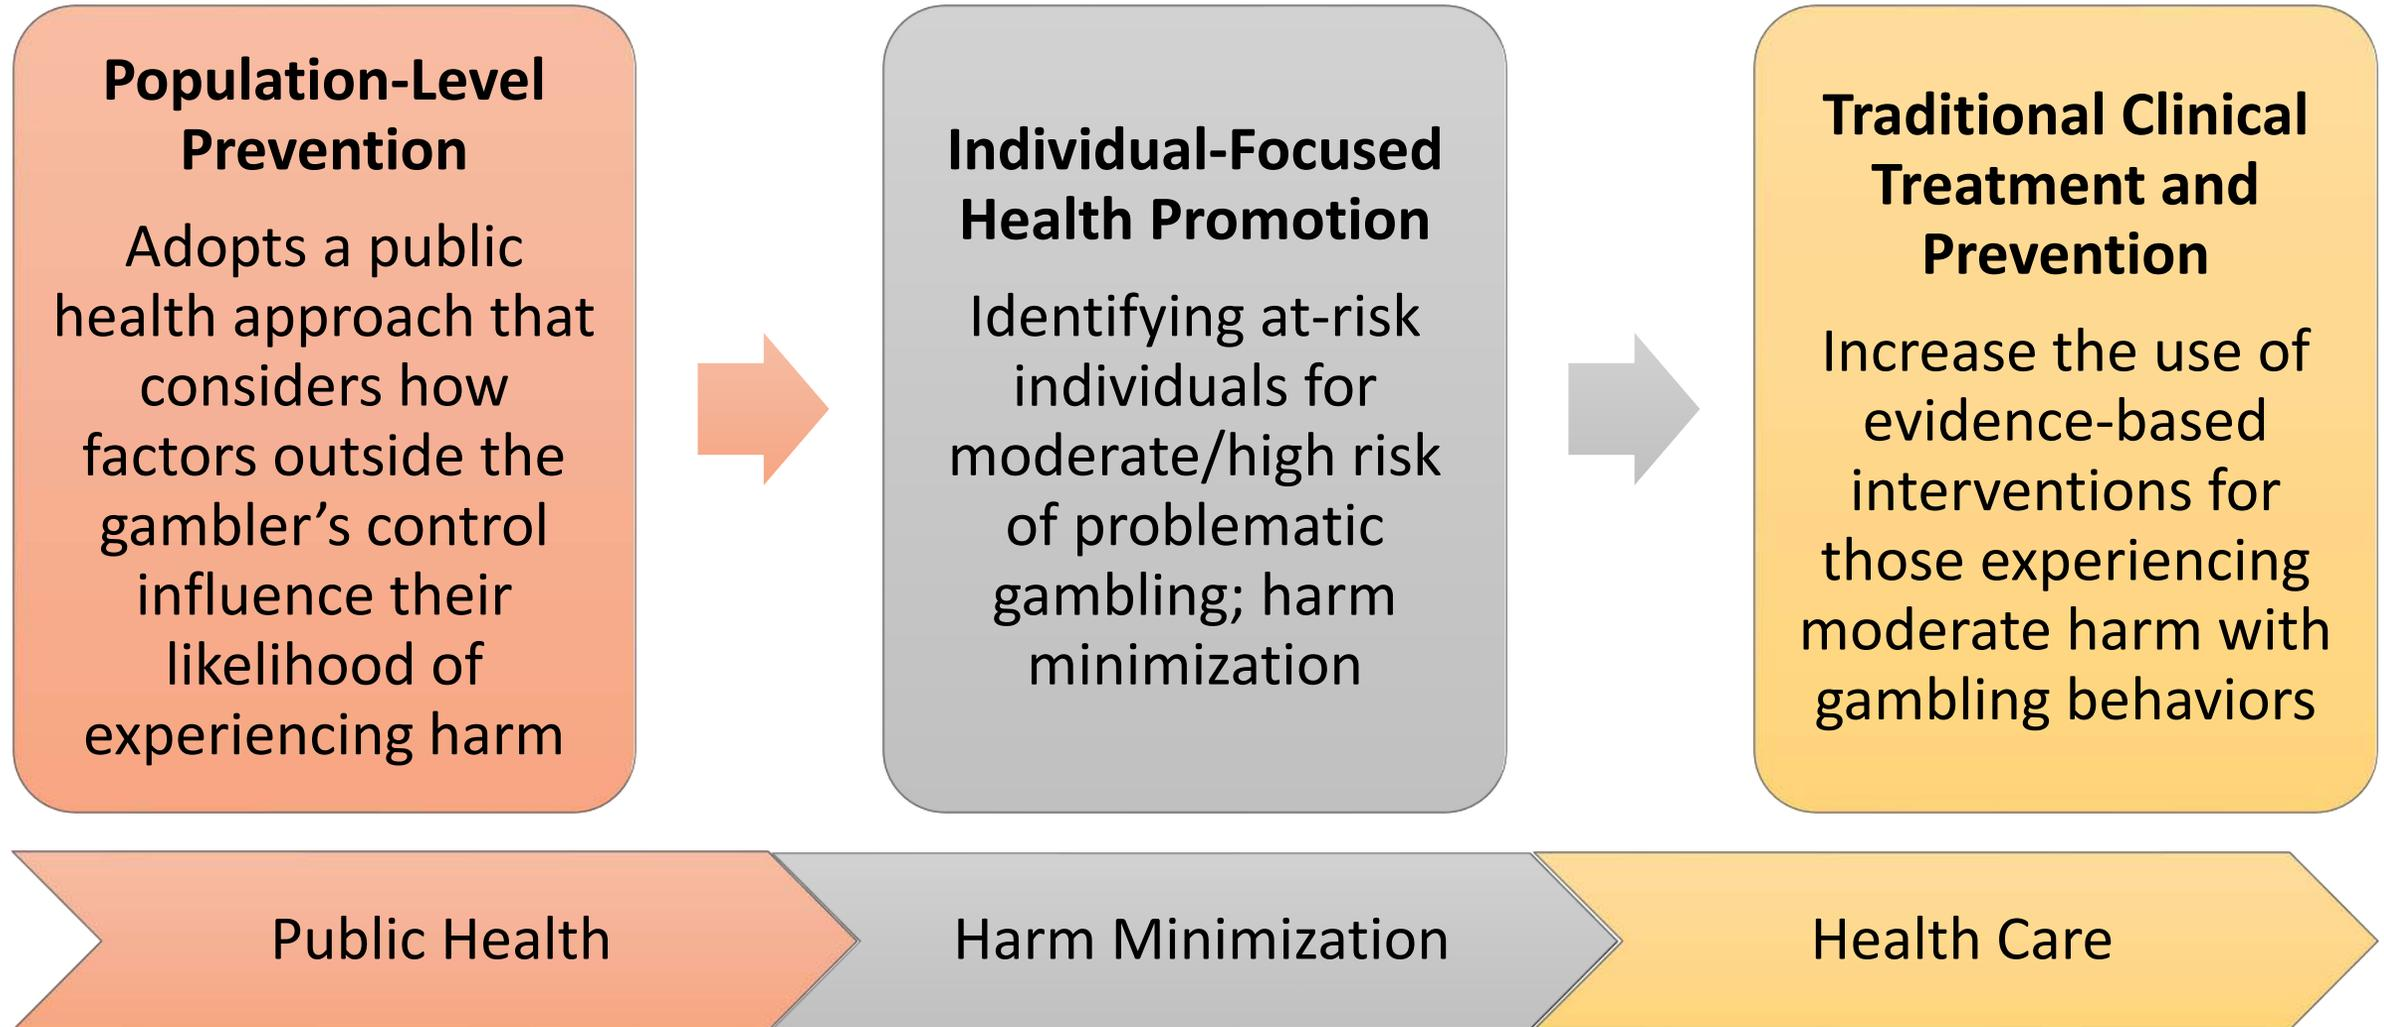 Population-Level
Prevention
Adopts a public
health approach that
considers how
factors outside the
gambler’s control
influence their
likelihood of
experiencing harm
Individual-Focused
Health Promotion
Identifying at-risk
individuals for
moderate/high risk
of problematic
gambling; harm
minimization
Traditional Clinical
Treatment and
Prevention
Increase the use of
evidence-based
interventions for
those experiencing
moderate harm with
gambling behaviors
Public Health
Harm Minimization
Health Care